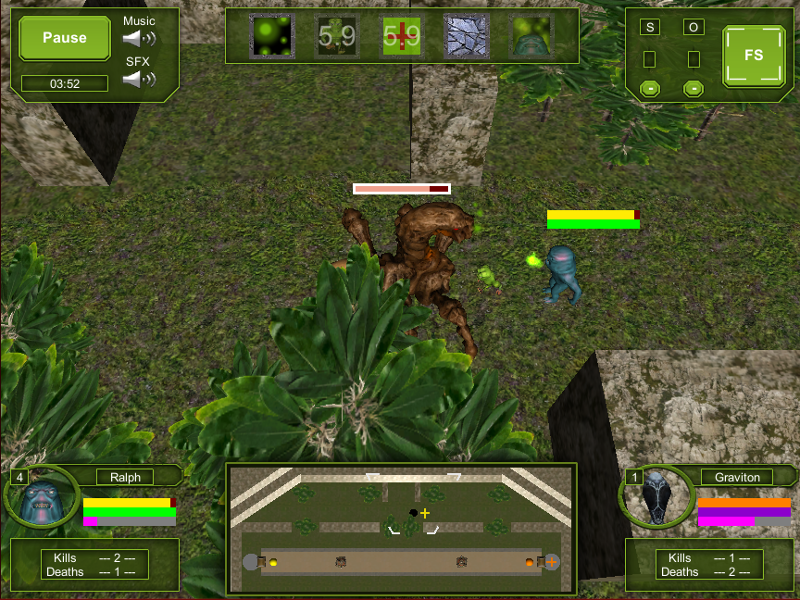 Pause
Music
SFX
03:52
5.9
5.9
S
O
FS
4
Ralph
Kills --- 2 ---
Deaths --- 1 ---
1
Graviton
Kills --- 1 ---
Deaths --- 2 ---